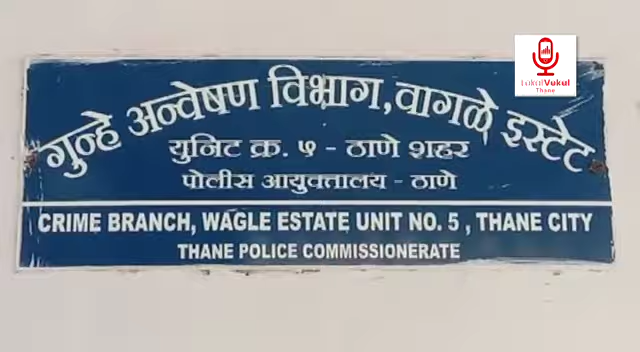 LokalVukal
Thane
गुन्हे अन्वेषण विभाग, वागळे इस्टेट
युनिट क्र. ५ - ठाणे शहर
पोलीस आयुक्तालय - ठाणे
CRIME BRANCH, WAGLE ESTATE UNIT NO. 5 , THANE CITY
THANE POLICE COMMISSIONERATE